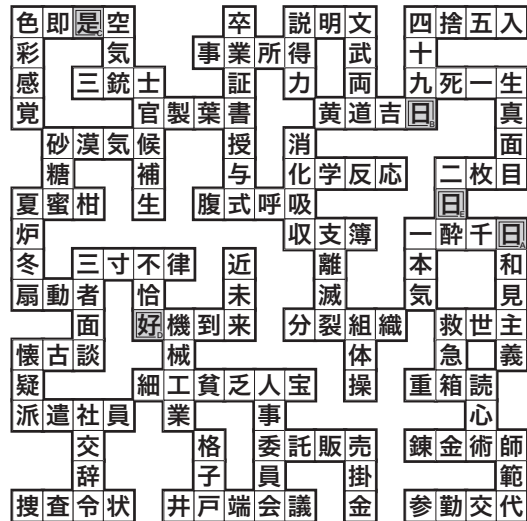 色即是C空 卒 説明文 四捨五入
彩 気 事業所得 武 十
感 三銃士 証 力 両 九死一生
覚 官製葉書 黄道吉日B 真
砂漠気候 授 消 面
糖 補 与 化学反応 二枚目
夏蜜柑 生 腹式呼吸 日E
炉 収支簿 一酔千日A
冬 三寸不律 近 離 本 和
扇動者 恰 未 滅 気 見
面 好D機到来 分裂組織 救世主
懐古談 械 体 急 義
疑 細工貧乏人宝 操 重箱読
派遣社員 業 事 心
交 格 委託販売 錬金術師
辞 子 員 掛 範
捜査令状 井戸端会議 金 参勤交代